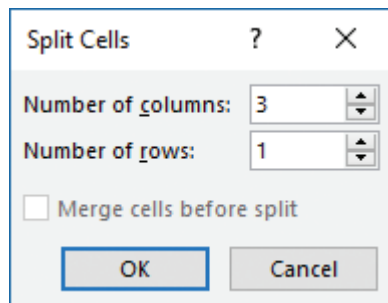 Split Cells ?
Number of columns: 3
Number of rows: 1
Merge cells before split
OK Cancel